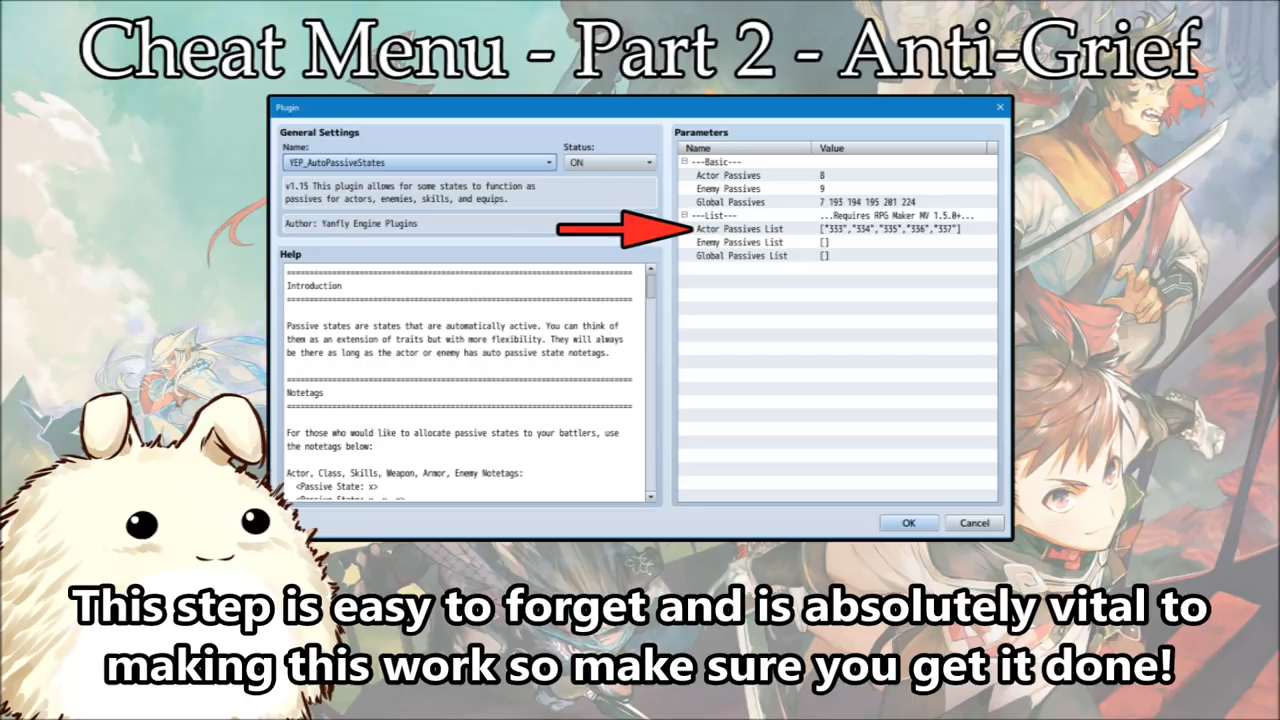 Cheat Menu - Part 2 - Anti-Grief
Plugin
General Settings
Name:
Status:
YEP_AutoPassiveStates
ON
v1.15 This plugin allows for some states to function as
passives for actors, enemies, skills, and equips.
Author: Yanfly Engine Plugins
Help
================================================================
Introduction
================================================================
Passive states are states that are automatically active. You can think of
them as an extension of traits but with more flexibility. They will always
be there as long as the actor or enemy has auto passive state notetags.
================================================================
Notetags
================================================================
For those who would like to allocate passive states to your battlers, use
the notetags below:
Actor, Class, Skills, Weapon, Armor, Enemy Notetags:
<Passive State: x>
<Passive State: x, x, x>
Parameters
Name Value
---Basic---
Actor Passives 8
Enemy Passives 9
Global Passives 7 193 194 195 201 224
---List--- ...Requires RPG Maker MV 1.5.0+...
Actor Passives List ["333","334","335","336","337"]
Enemy Passives List []
Global Passives List []
OK Cancel
This step is easy to forget and is absolutely vital to
making this work so make sure you get it done!